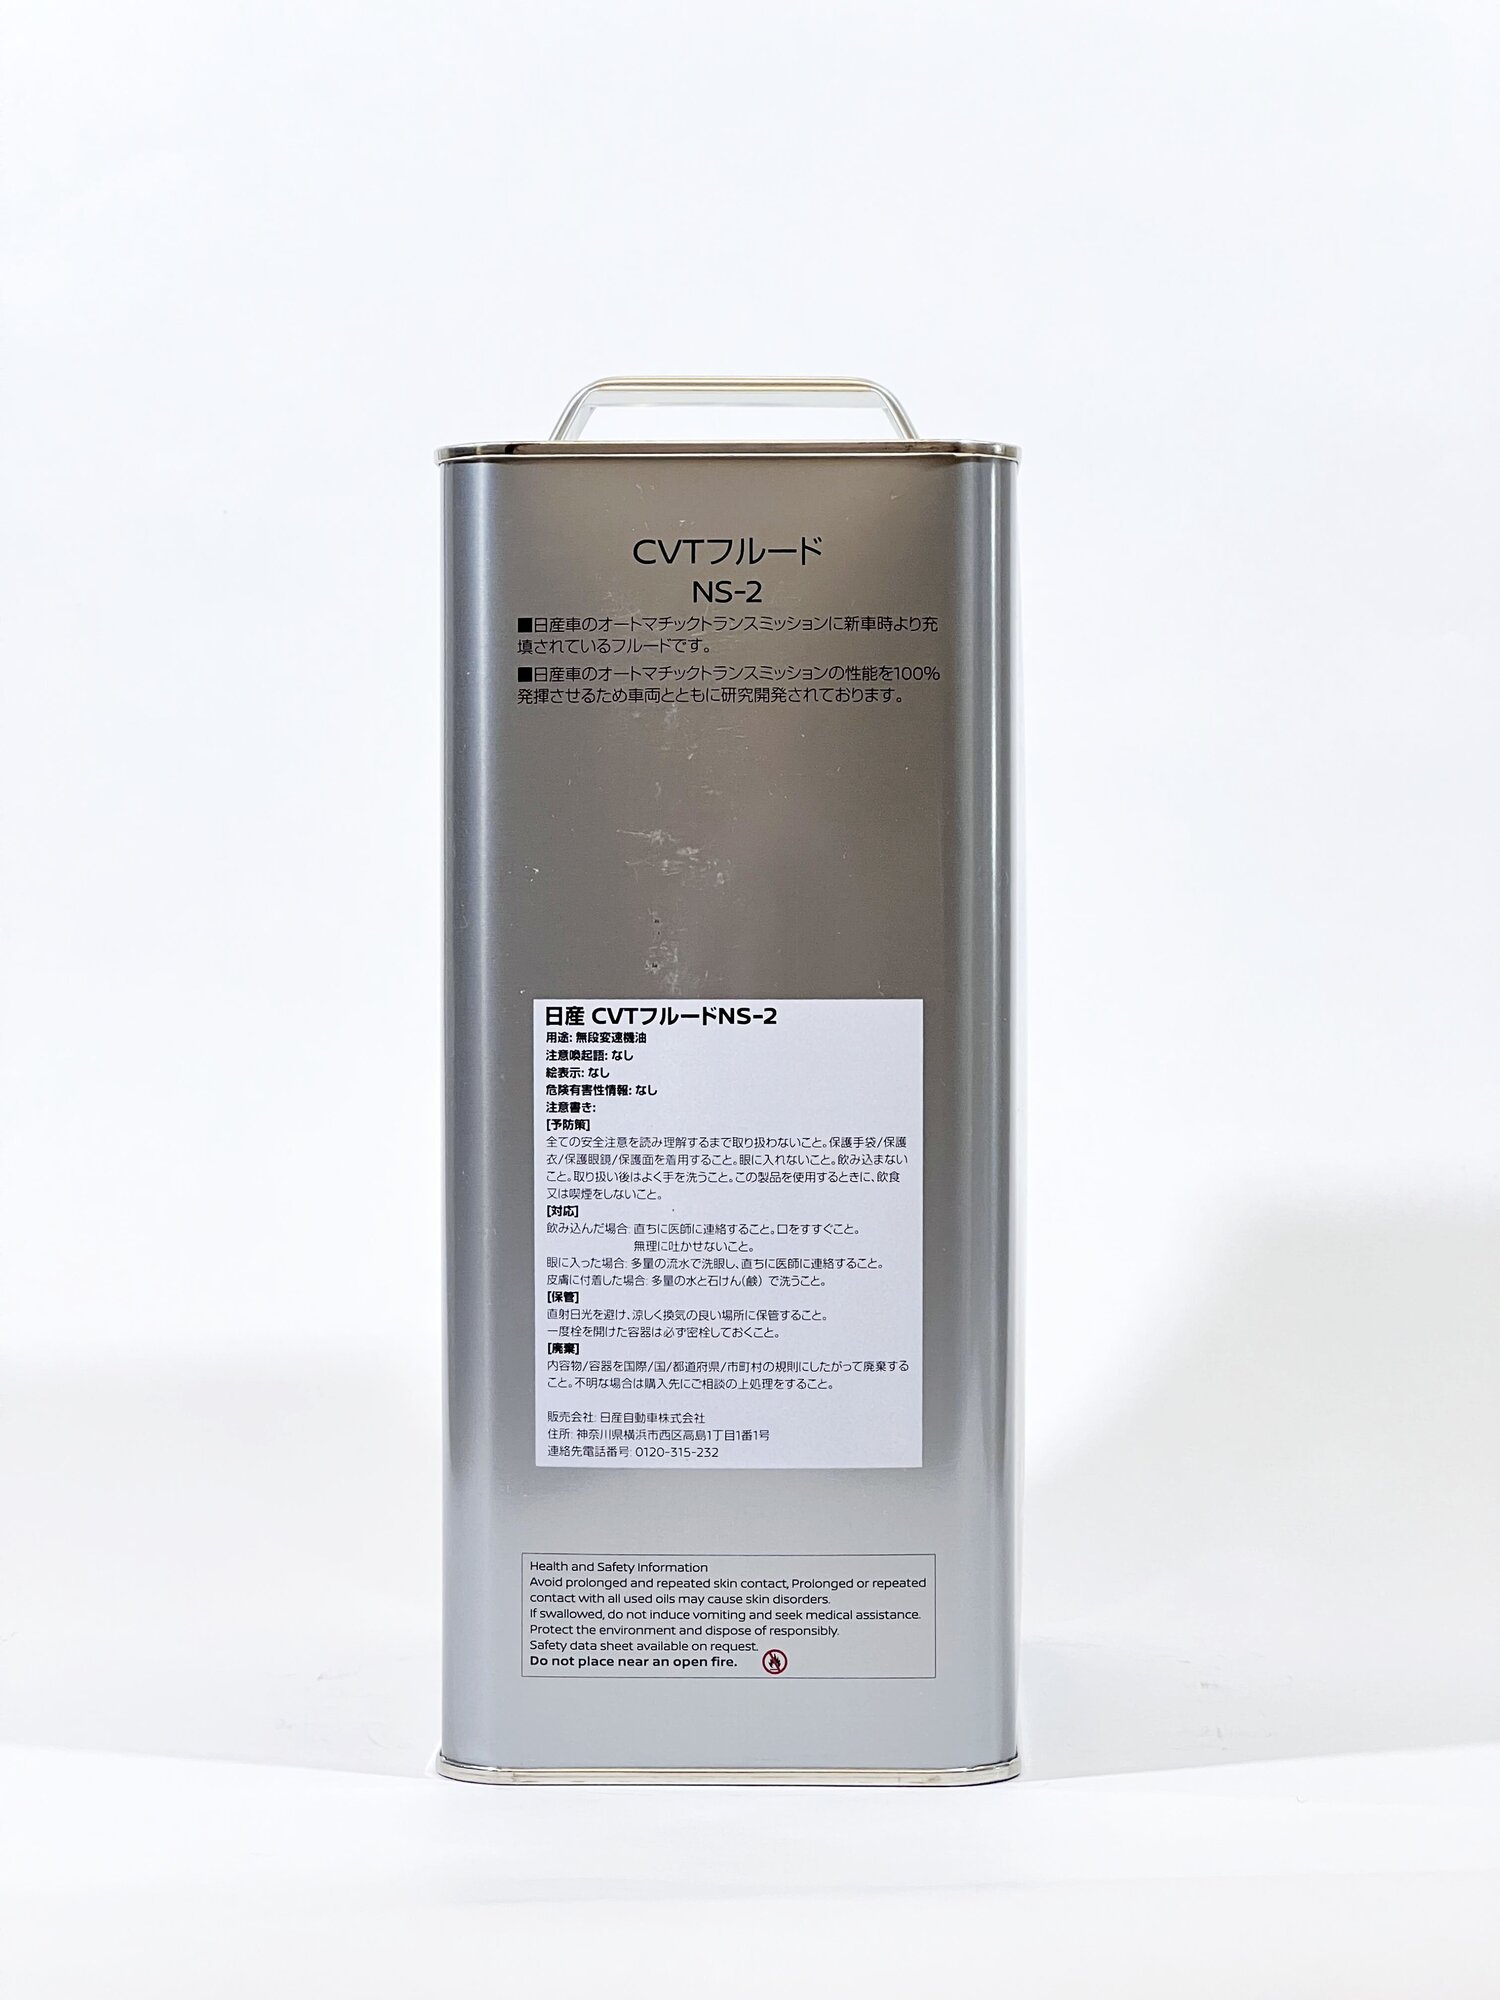 CVTフルード
NS-2
■日産車のオートマチックトランスミッションに新車時より充
填されているフルードです。
■日産車のオートマチックトランスミッションの性能を100%
発揮させるため車両とともに研究開発されております。
日産 CVTフルードNS-2
用途: 無段変速機油
注意喚起語: なし
絵表示: なし
危険有害性情報: なし
注意書き:
[予防策]
全ての安全注意を読み理解するまで取り扱わないこと。保護手袋/保護
衣/保護眼鏡/保護面を着用すること。眼に入れないこと。飲み込まない
こと。取り扱い後はよく手を洗うこと。この製品を使用するときに、飲食
又は喫煙をしないこと。
[対応]
飲み込んだ場合: 直ちに医師に連絡すること。口をすすぐこと。
無理に吐かせないこと。
眼に入った場合: 多量の流水で洗眼し、直ちに医師に連絡すること。
皮膚に付着した場合: 多量の水と石けん(鹸) で洗うこと。
[保管]
直射日光を避け、涼しく換気の良い場所に保管すること。
一度栓を開けた容器は必ず密栓しておくこと。
[廃棄]
内容物/容器を国際/国/都道府県/市町村の規則にしたがって廃棄する
こと。不明な場合は購入先にご相談の上処理をすること。
販売会社: 日産自動車株式会社
住所: 神奈川県横浜市西区高島1丁目1番1号
連絡先電話番号: 0120-315-232
Health and Safety Information
Avoid prolonged and repeated skin contact, Prolonged or repeated
contact with all used oils may cause skin disorders.
If swallowed, do not induce vomiting and seek medical assistance.
Protect the environment and dispose of responsibly.
Safety data sheet available on request.
Do not place near an open fire.